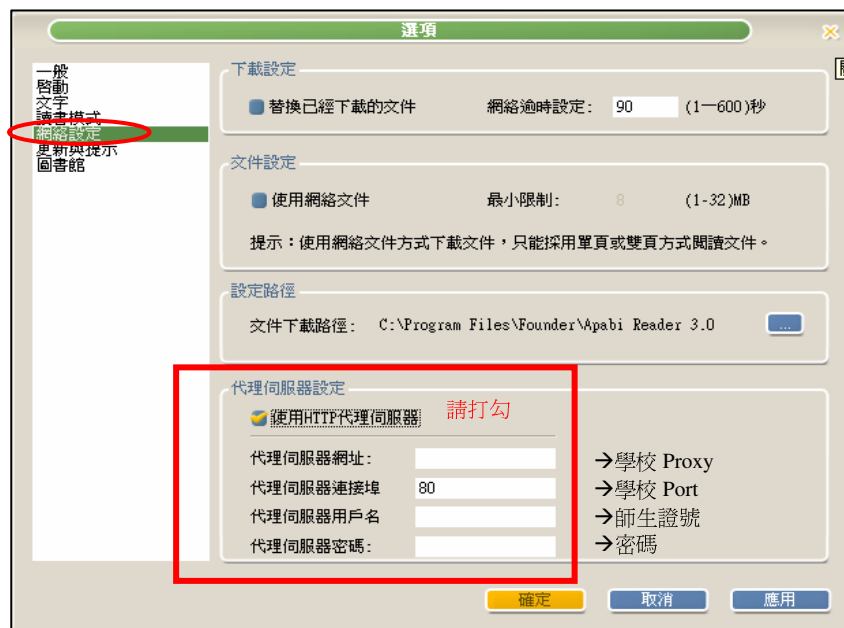 選項
一般
啓動
文字
讀書模式
網絡設定
更新與提示
圖書館
下載設定
替換已經下載的文件 網絡逾時設定: 90 (1—600)秒
文件設定
使用網絡文件 最小限制: 8 (1-32)MB
提示：使用網絡文件方式下載文件，只能採用單頁或雙頁方式閱讀文件。
設定路徑
文件下載路徑: C:\Program Files\Founder\Apabi Reader 3.0 ...
代理伺服器設定
使用HTTP代理伺服器 請打勾
代理伺服器網址: →學校 Proxy
代理伺服器連接埠 80 →學校 Port
代理伺服器用戶名 →師生證號
代理伺服器密碼: →密碼
確定 取消 應用